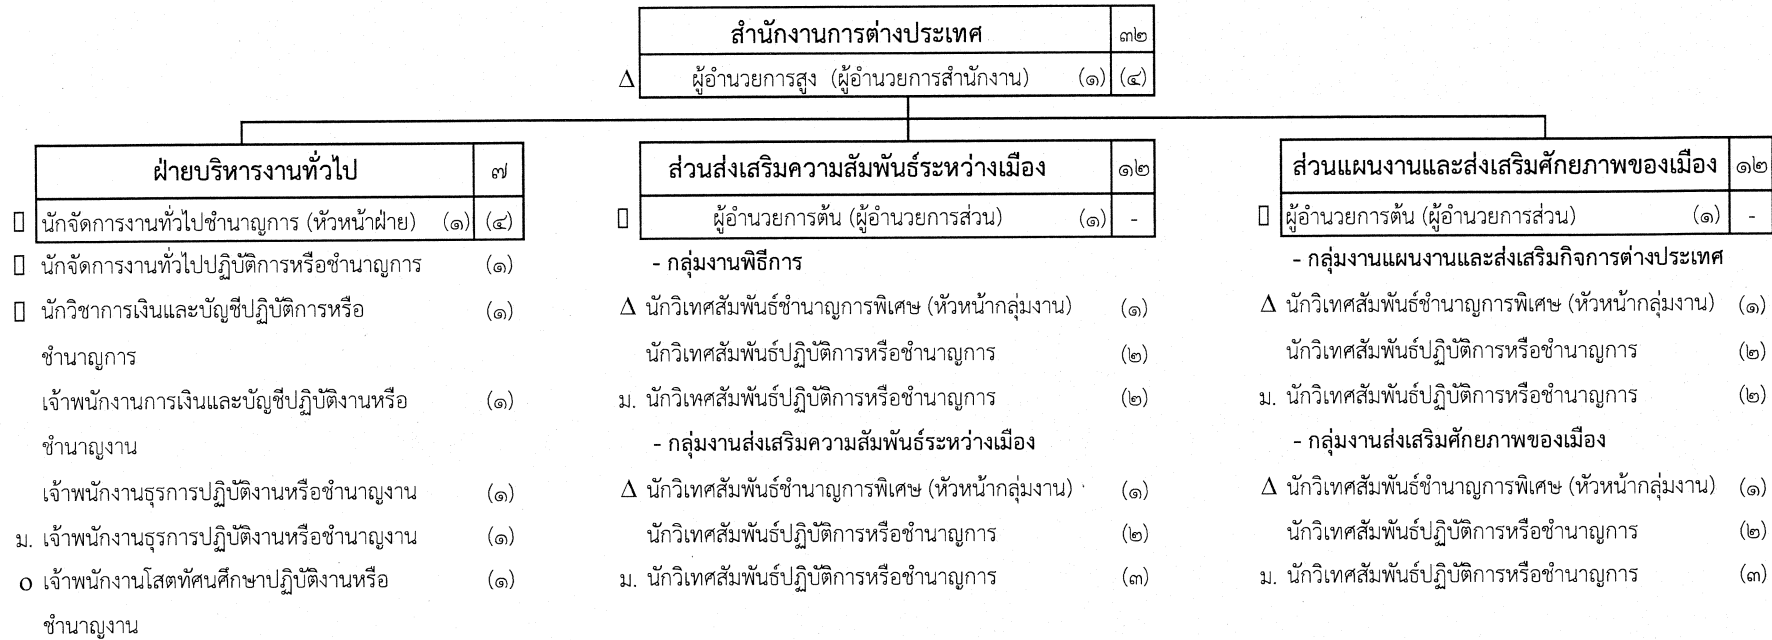 สำนักงานการต่างประเทศ ๓๒
Δ ผู้อำนวยการสูง (ผู้อำนวยการสำนักงาน) (๑) (๔)
ฝ่ายบริหารงานทั่วไป ๗
▯ นักจัดการงานทั่วไปชำนาญการ (หัวหน้าฝ่าย) (๑) (๔)
▯ นักจัดการงานทั่วไปปฏิบัติการหรือชำนาญการ (๑)
▯ นักวิชาการเงินและบัญชีปฏิบัติการหรือ (๑)
ชำนาญการ
เจ้าพนักงานการเงินและบัญชีปฏิบัติงานหรือ (๑)
ชำนาญงาน
เจ้าพนักงานธุรการปฏิบัติงานหรือชำนาญงาน (๑)
ม. เจ้าพนักงานธุรการปฏิบัติงานหรือชำนาญงาน (๑)
o เจ้าพนักงานโสตทัศนศึกษาปฏิบัติงานหรือ (๑)
ชำนาญงาน
ส่วนส่งเสริมความสัมพันธ์ระหว่างเมือง ๑๒
▯ ผู้อำนวยการต้น (ผู้อำนวยการส่วน) (๑) -
- กลุ่มงานพิธีการ
Δ นักวิเทศสัมพันธ์ชำนาญการพิเศษ (หัวหน้ากลุ่มงาน) (๑)
นักวิเทศสัมพันธ์ปฏิบัติการหรือชำนาญการ (๒)
ม. นักวิเทศสัมพันธ์ปฏิบัติการหรือชำนาญการ (๒)
- กลุ่มงานส่งเสริมความสัมพันธ์ระหว่างเมือง
Δ นักวิเทศสัมพันธ์ชำนาญการพิเศษ (หัวหน้ากลุ่มงาน) (๑)
นักวิเทศสัมพันธ์ปฏิบัติการหรือชำนาญการ (๒)
ม. นักวิเทศสัมพันธ์ปฏิบัติการหรือชำนาญการ (๓)
ส่วนแผนงานและส่งเสริมศักยภาพของเมือง ๑๒
▯ ผู้อำนวยการต้น (ผู้อำนวยการส่วน) (๑) -
- กลุ่มงานแผนงานและส่งเสริมกิจการต่างประเทศ
Δ นักวิเทศสัมพันธ์ชำนาญการพิเศษ (หัวหน้ากลุ่มงาน) (๑)
นักวิเทศสัมพันธ์ปฏิบัติการหรือชำนาญการ (๒)
ม. นักวิเทศสัมพันธ์ปฏิบัติการหรือชำนาญการ (๒)
- กลุ่มงานส่งเสริมศักยภาพของเมือง
Δ นักวิเทศสัมพันธ์ชำนาญการพิเศษ (หัวหน้ากลุ่มงาน) (๑)
นักวิเทศสัมพันธ์ปฏิบัติการหรือชำนาญการ (๒)
ม. นักวิเทศสัมพันธ์ปฏิบัติการหรือชำนาญการ (๓)